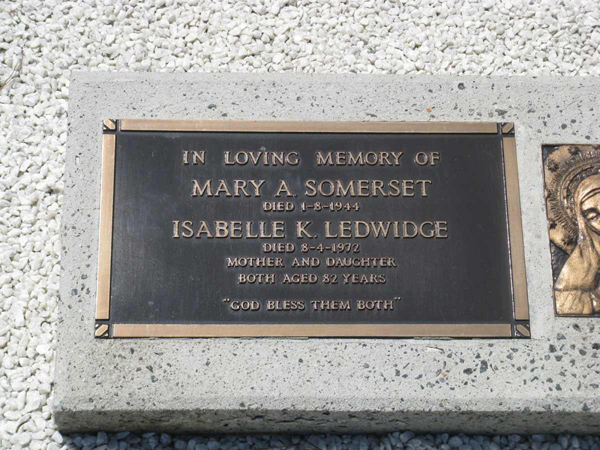 IN LOVING MEMORY OF
MARY A. SOMERSET
DIED 1-8-1944
ISABELLE K. LEDWIDGE
DIED 8-4-1972
MOTHER AND DAUGHTER
BOTH AGED 82 YEARS
"GOD BLESS THEM BOTH"